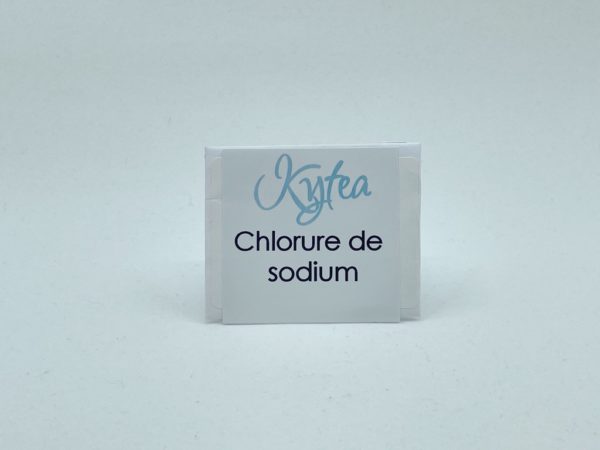 Kytea
Chlorure de
sodium